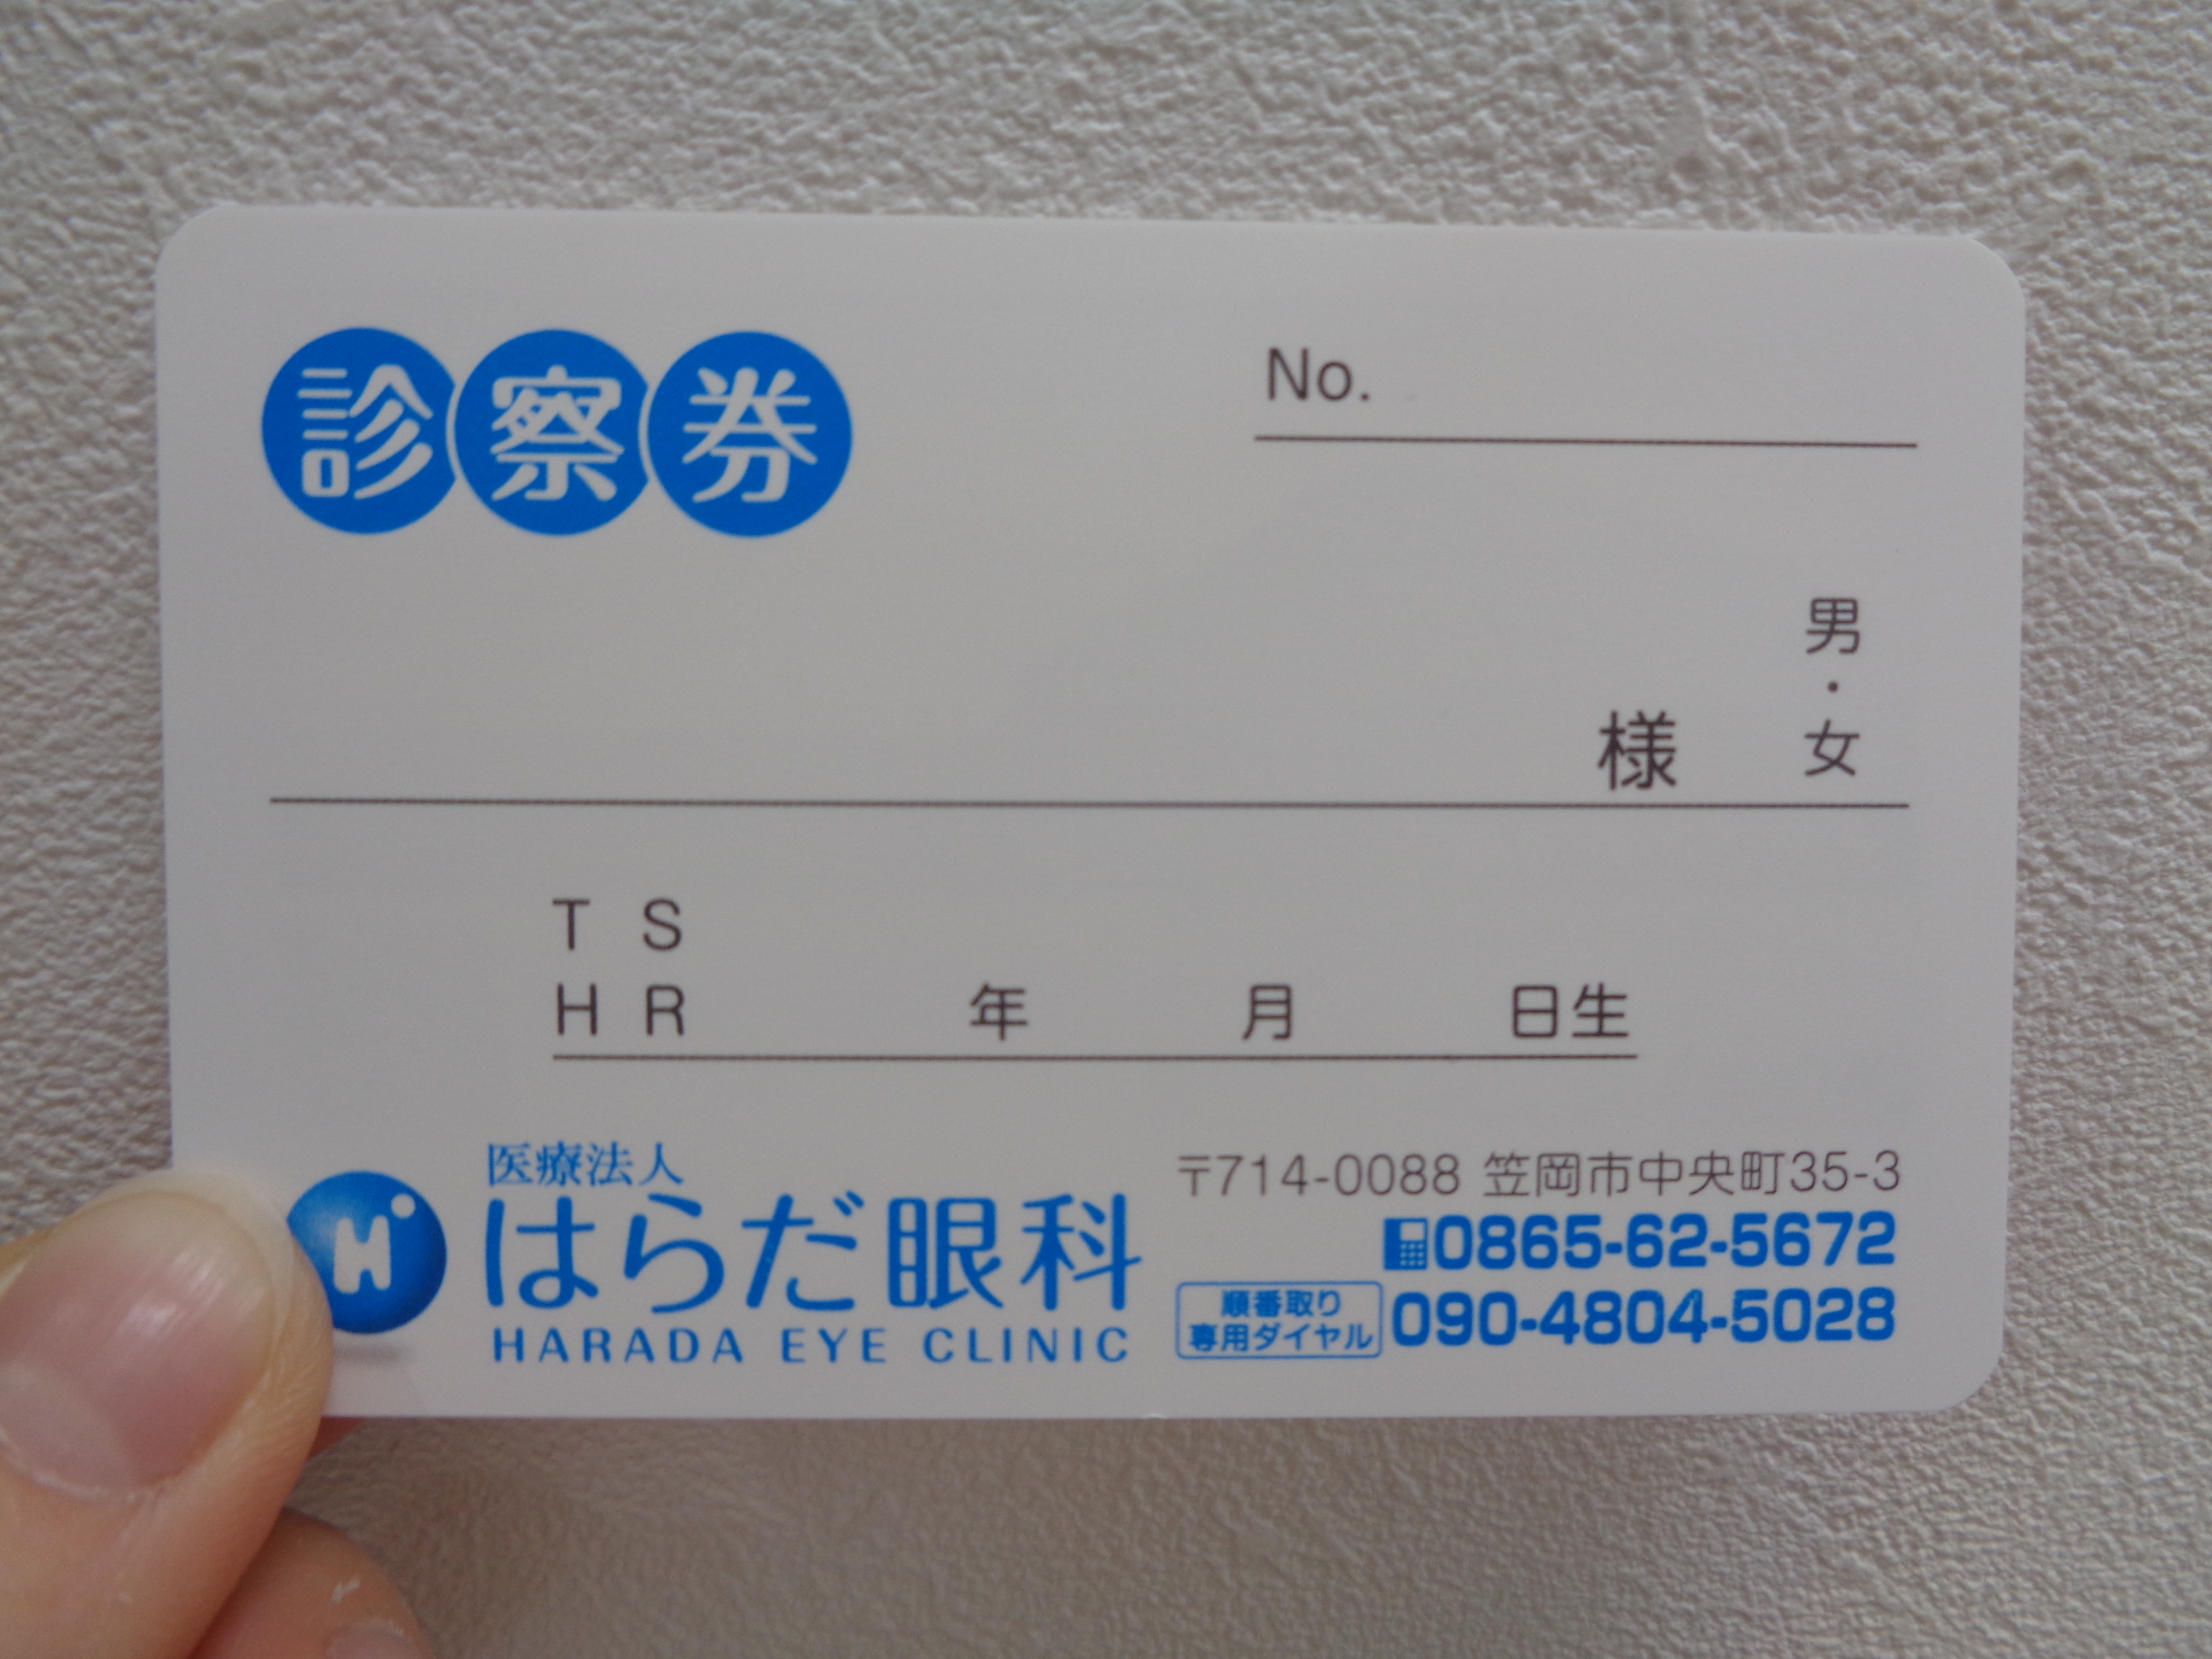 診察券
No.
男・女
様
T S
H R 年 月 日生
医療法人
はらだ眼科
HARADA EYE CLINIC
〒714-0088 笠岡市中央町35-3
0865-62-5672
順番取り
専用ダイヤル
090-4804-5028